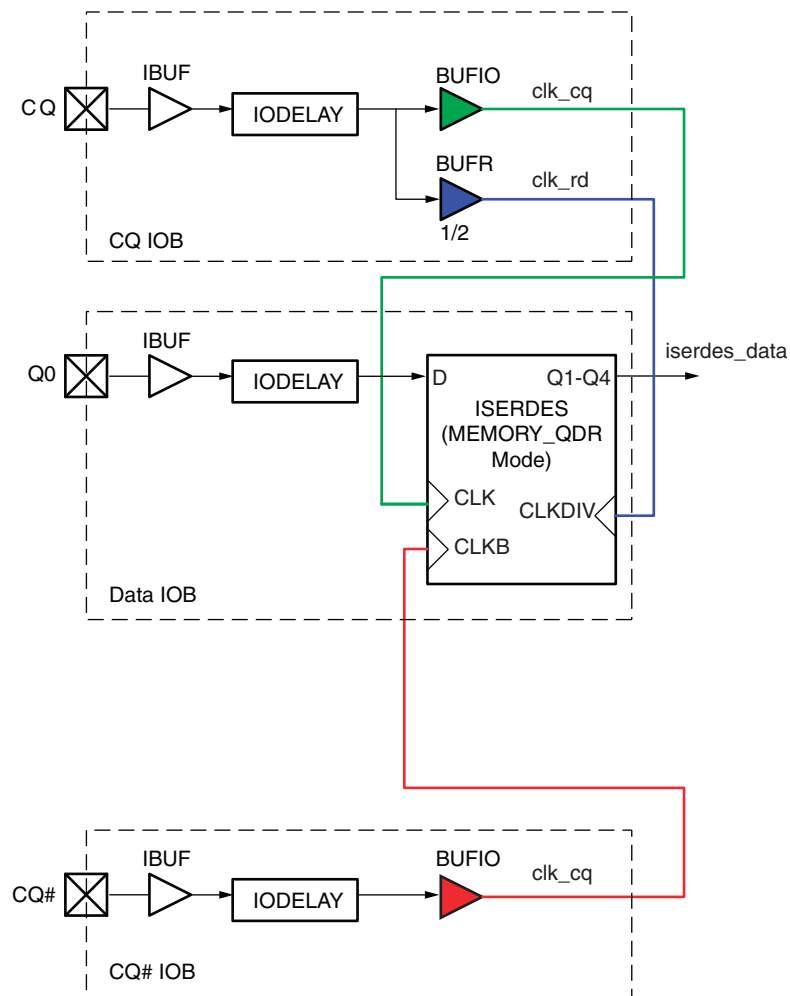 IBUF
BUFIO
clk_cq
CQ
IODELAY
BUFR
clk_rd
1/2
CQ IOB
IBUF
iserdes_data
Q0
IODELAY
D
Q1-Q4
ISERDES
(MEMORY_QDR
Mode)
CLK
CLKDIV
CLKB
Data IOB
IBUF
BUFIO
clk_cq
CQ#
IODELAY
CQ# IOB